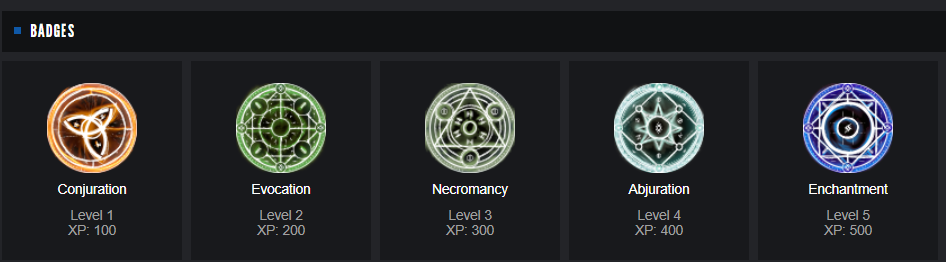 BADGES
Conjuration
Level 1
XP: 100
Evocation
Level 2
XP: 200
Necromancy
Level 3
XP: 300
Abjuration
Level 4
XP: 400
Enchantment
Level 5
XP: 500